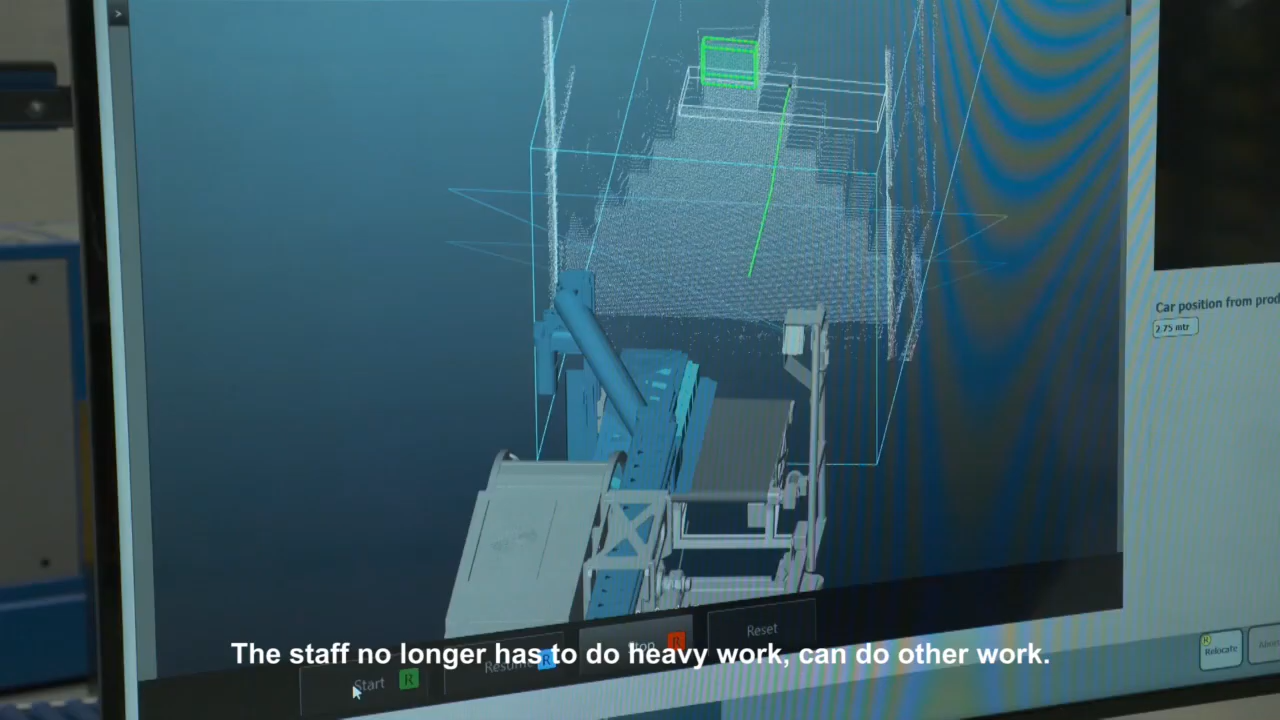 >
Car position from prod
2.75 mtr
Reset
The staff no longer has to do heavy work, can do other work.
Start R
R
Relocate